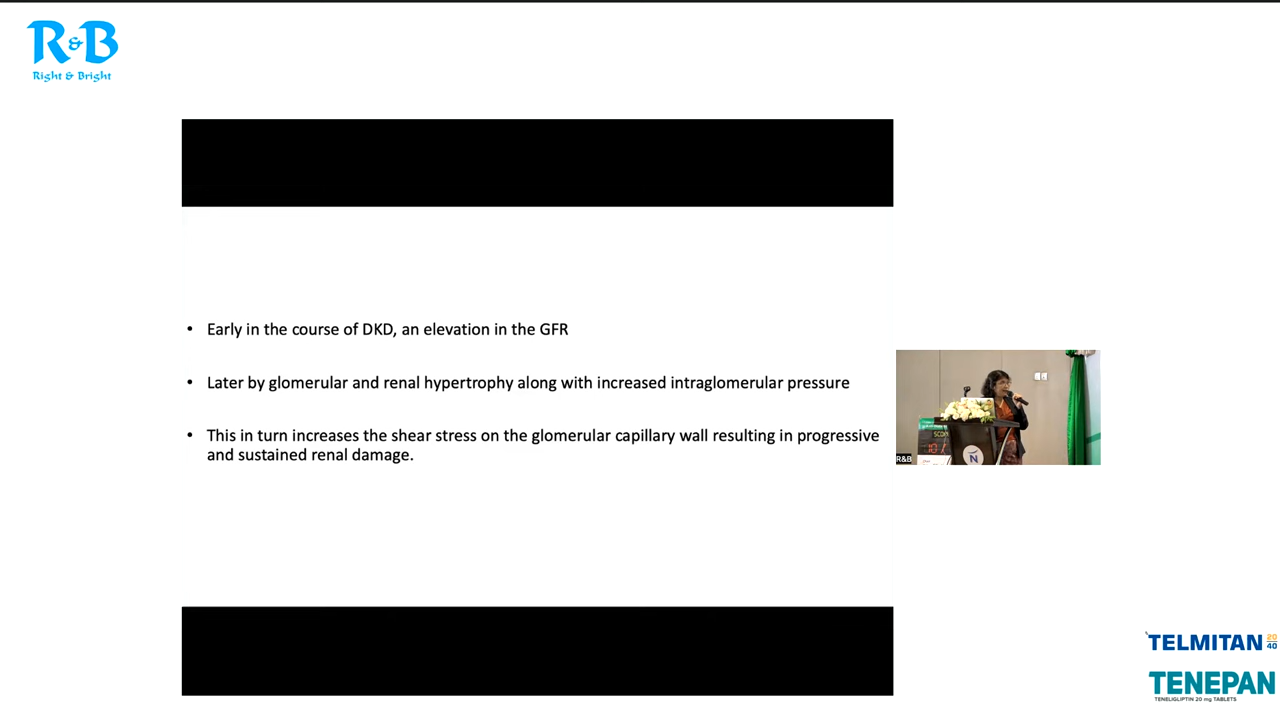 R&B
Right & Bright
• Early in the course of DKD, an elevation in the GFR
• Later by glomerular and renal hypertrophy along with increased intraglomerular pressure
• This in turn increases the shear stress on the glomerular capillary wall resulting in progressive
and sustained renal damage.
R&B
N
TELMITAN 20
40
TENEPAN
TENELIGLIPTIN 20 mg TABLETS